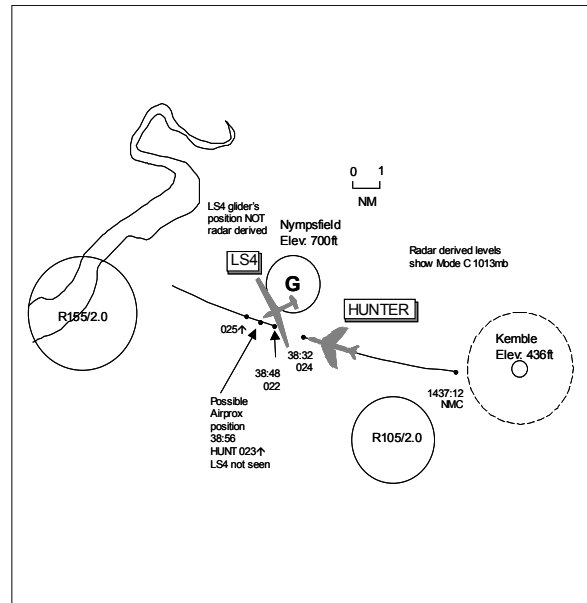 0 1
NM
LS4 glider's
position NOT
radar derived
Nympsfield
Elev: 700ft
Radar derived levels
show Mode C 1013mb
LS4
G
HUNTER
R155/2.0
025↑
38:32
024
Kemble
Elev: 436ft
38:48
022
1437:12
NMC
Possible
Airprox
position
38:56
HUNT 023↑
LS4 not seen
R105/2.0